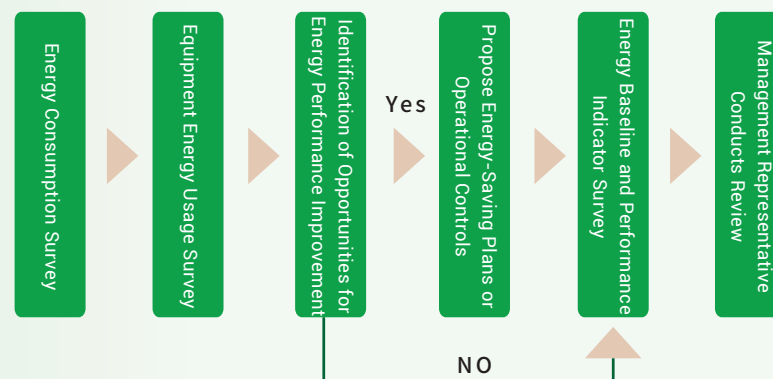 Energy Consumption Survey
Equipment Energy Usage Survey
Identification of Opportunities for
Energy Performance Improvement
Yes
Propose Energy-Saving Plans or
Operational Controls
Energy Baseline and Performance
Indicator Survey
Management Representative
Conducts Review
NO